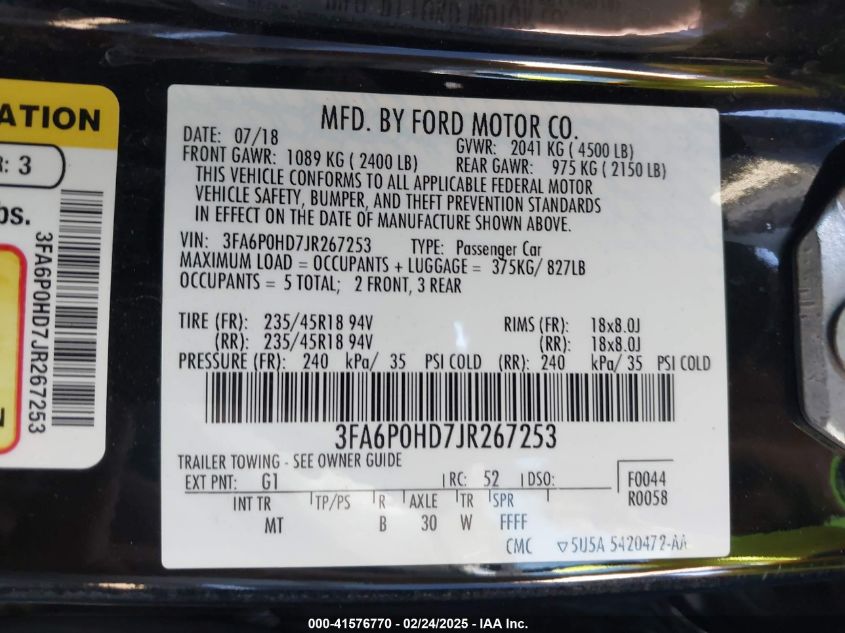 MFD. BY FORD MOTOR CO.
DATE: 07/18 GVWR: 2041 KG ( 4500 LB)
FRONT GAWR: 1089 KG ( 2400 LB) REAR GAWR: 975 KG ( 2150 LB)
THIS VEHICLE CONFORMS TO ALL APPLICABLE FEDERAL MOTOR
VEHICLE SAFETY, BUMPER, AND THEFT PREVENTION STANDARDS
IN EFFECT ON THE DATE OF MANUFACTURE SHOWN ABOVE.
VIN: 3FA6P0HD7JR267253 TYPE: Passenger Car
MAXIMUM LOAD = OCCUPANTS + LUGGAGE = 375KG/ 827LB
OCCUPANTS = 5 TOTAL; 2 FRONT, 3 REAR
TIRE (FR): 235/45R18 94V RIMS (FR): 18x8.0J
(RR): 235/45R18 94V (RR): 18x8.0J
PRESSURE (FR): 240 kPa/ 35 PSI COLD (RR): 240 kPa/ 35 PSI COLD
3FA6P0HD7JR267253
TRAILER TOWING - SEE OWNER GUIDE
EXT PNT: G1 RC: 52 DSO: F0044
R0058
INT TR TP/PS R AXLE TR SPR
MT B 30 W FFFF
CMC ▽5U5A 5420472-AA
ATION
R: 3
bs.
3FA6P0HD7JR267253
N
000-41576770 - 02/24/2025 - IAA Inc.